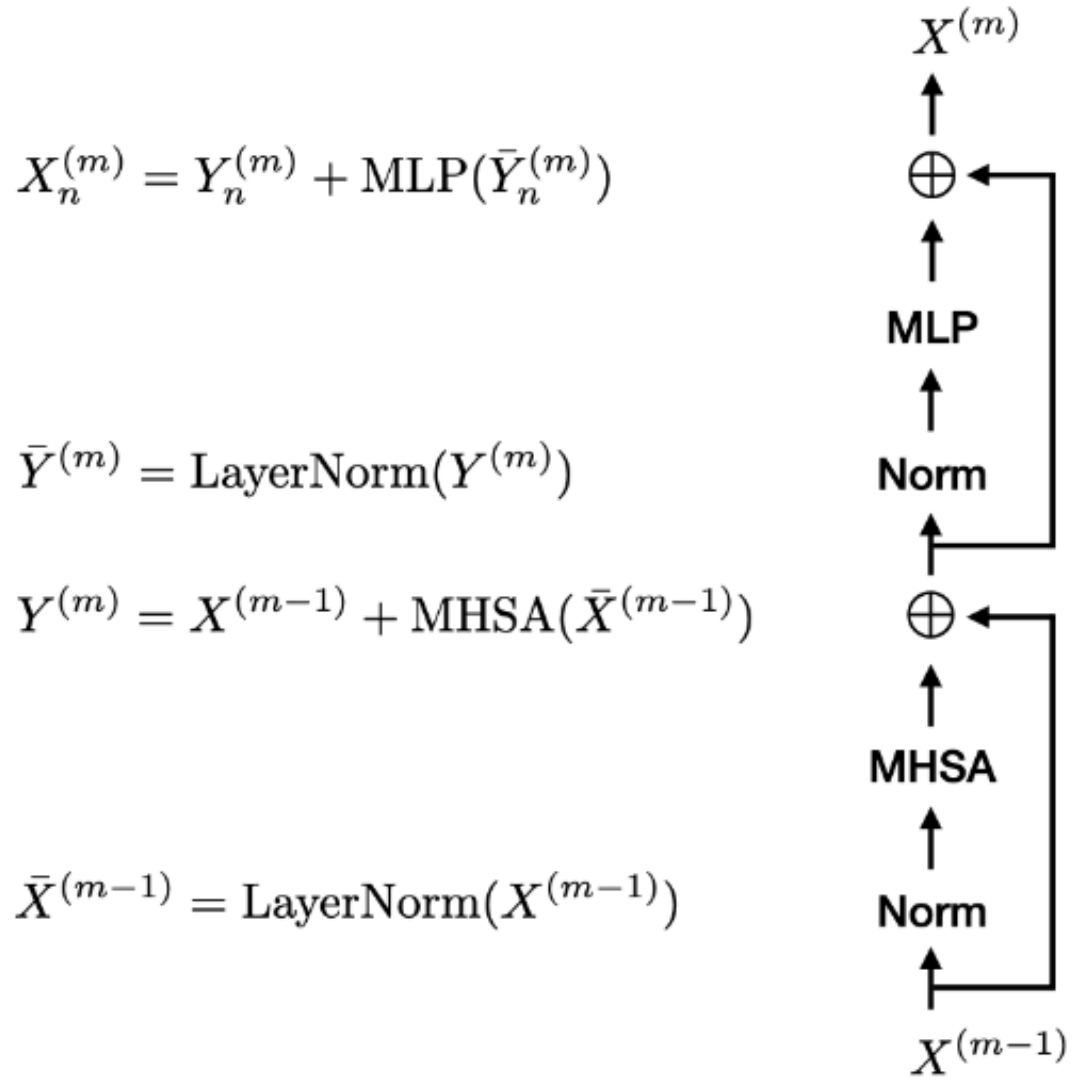 X^{(m)}
X_n^{(m)} = Y_n^{(m)} + MLP(\bar{Y}_n^{(m)})
⊕
MLP
\bar{Y}^{(m)} = LayerNorm(Y^{(m)})
Norm
Y^{(m)} = X^{(m-1)} + MHSA(\bar{X}^{(m-1)})
⊕
MHSA
\bar{X}^{(m-1)} = LayerNorm(X^{(m-1)})
Norm
X^{(m-1)}